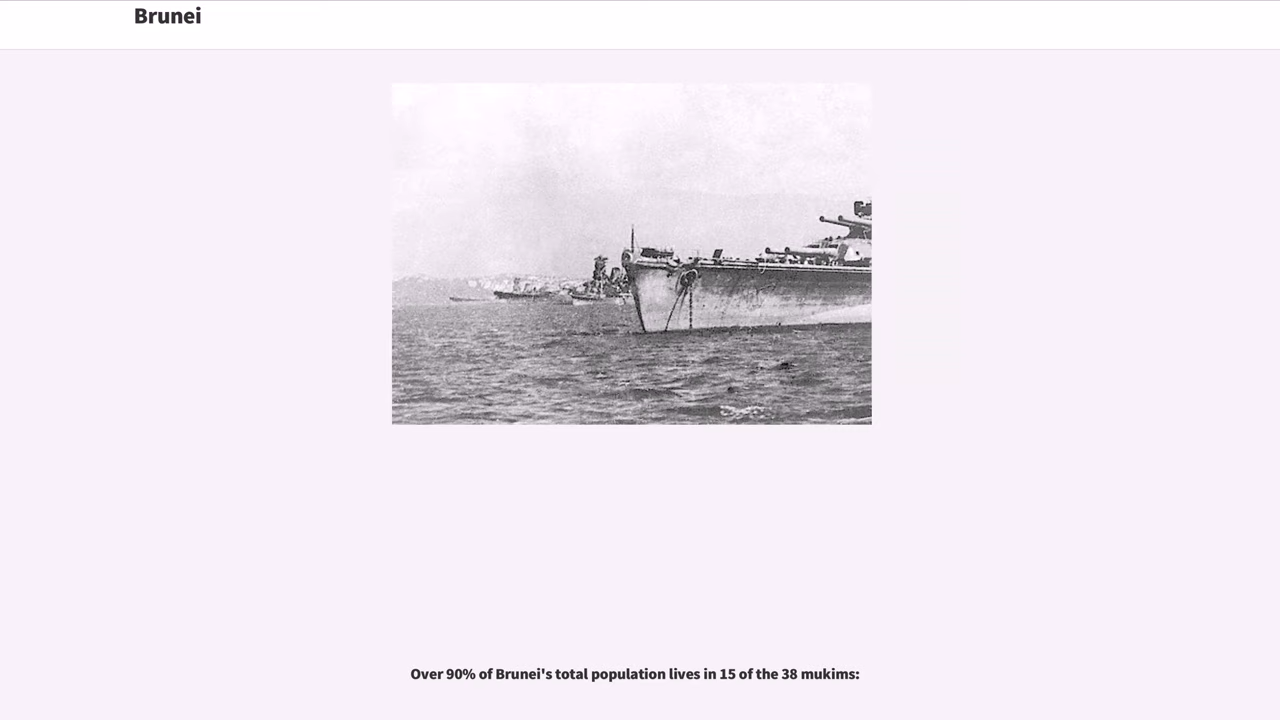 Brunei
Over 90% of Brunei's total population lives in 15 of the 38 mukims: